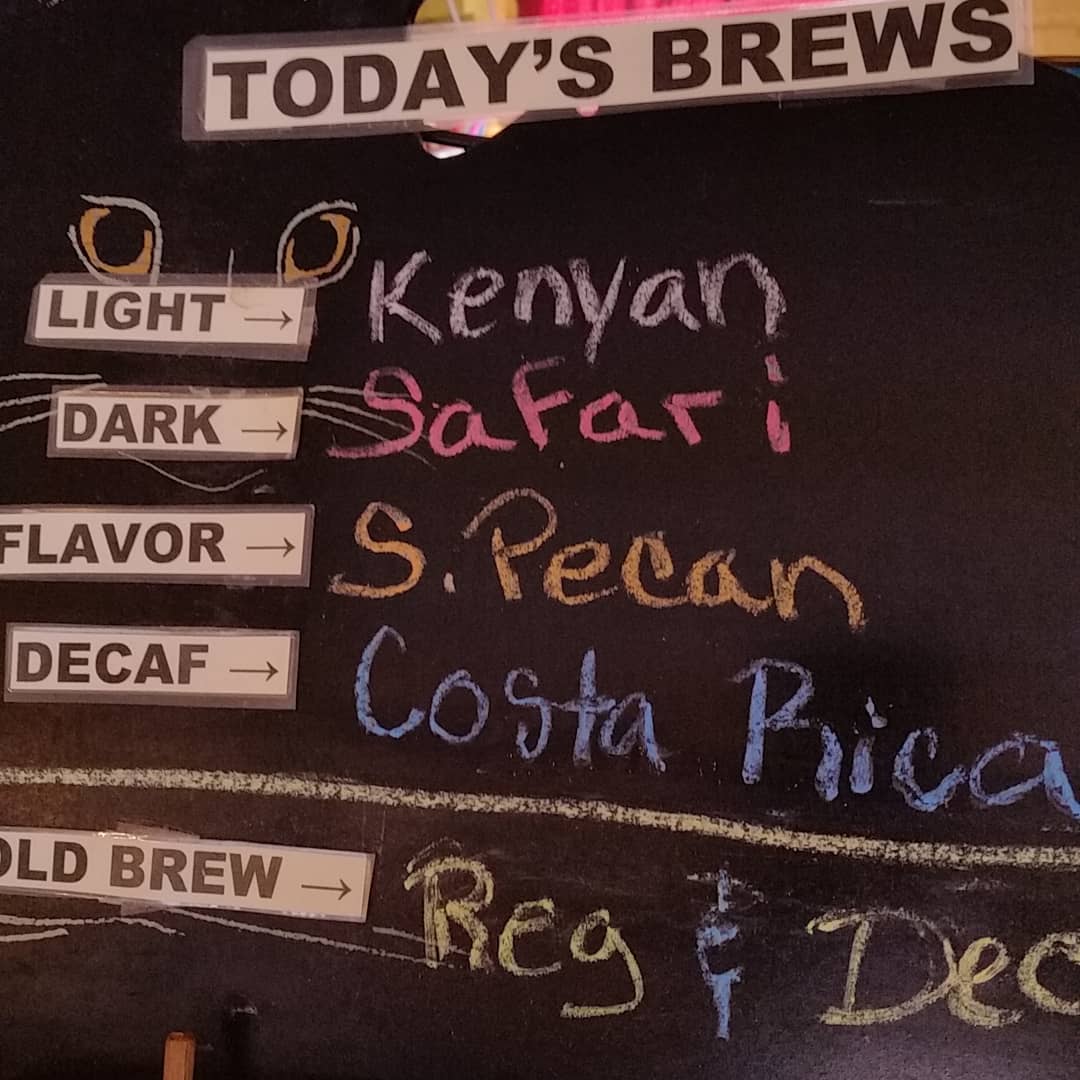 TODAY'S BREWS
LIGHT → Kenyan
DARK → Safari
FLAVOR → S. Pecan
DECAF → Costa Rica
OLD BREW → Reg & Dec